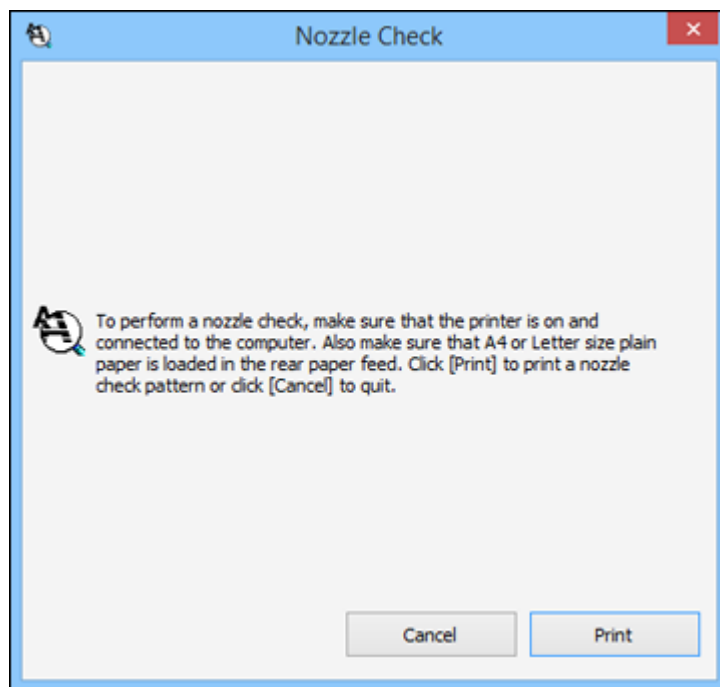 Nozzle Check
To perform a nozzle check, make sure that the printer is on and
connected to the computer. Also make sure that A4 or Letter size plain
paper is loaded in the rear paper feed. Click [Print] to print a nozzle
check pattern or click [Cancel] to quit.
Cancel
Print